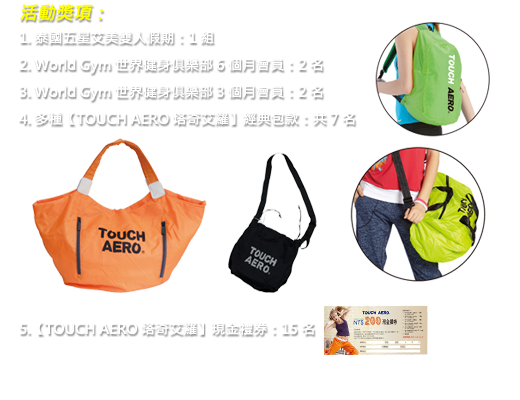 活動獎項：
1. 泰國五星艾美雙人假期：1 組
2. World Gym 世界健身俱樂部 6 個月會員：2 名
3. World Gym 世界健身俱樂部 3 個月會員：2 名
4. 多種【TOUCH AERO 塔奇艾羅】經典包款：共 7 名
TOUCH AERO.
TOUCH
AERO.
TOUCH
AERO.
TOUCH
5.【TOUCH AERO 塔奇艾羅】現金禮券：15 名
TOUCH AERO.
NT$ 200